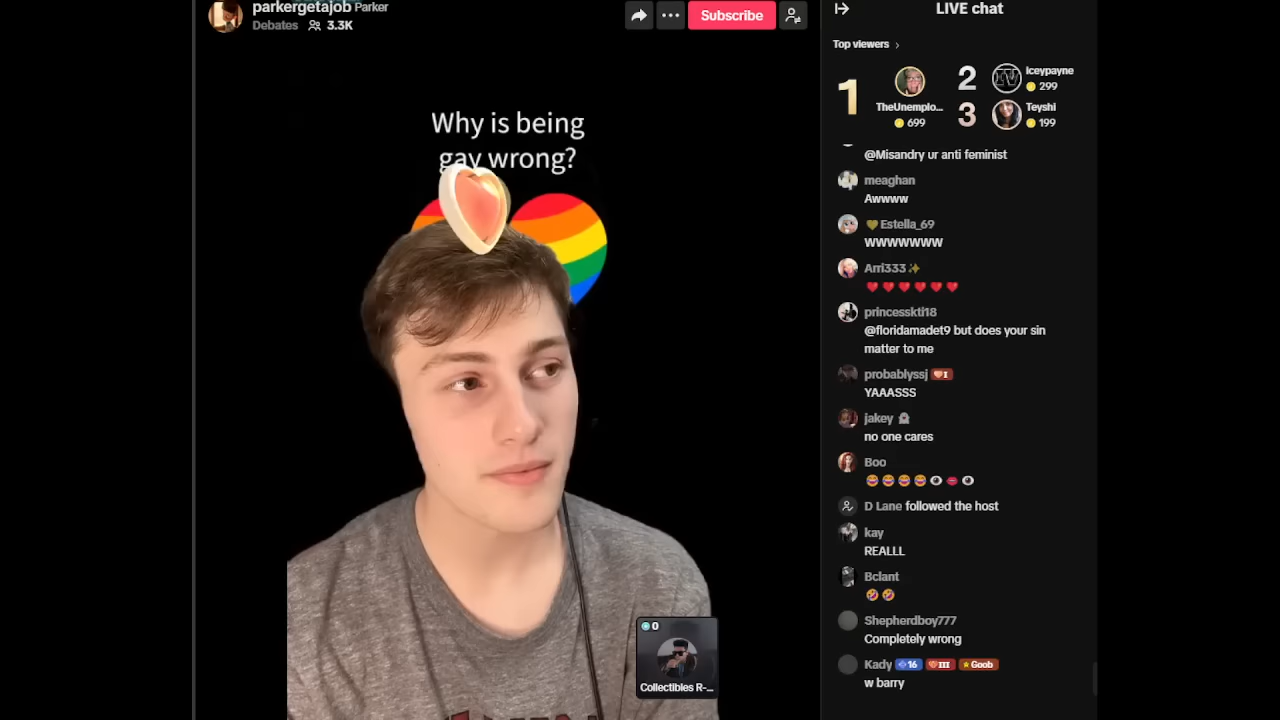 parkergetajob Parker
Debates 3.3K
Subscribe
Why is being
gay wrong?
0
Collectibles R-...
LIVE chat
Top viewers
1
TheUnemplo...
699
2
iceypayne
299
3
Teyshi
199
@Misandry ur anti feminist
meaghan
Awwww
Estella_69
WWWWWWW
Arri333
princesskti18
@floridamadet9 but does your sin
matter to me
probablyssj I
YAAASSS
jakey
no one cares
Boo
D Lane followed the host
kay
REALLL
Bclant
Shepherdboy777
Completely wrong
Kady 16 III Goob
w barry